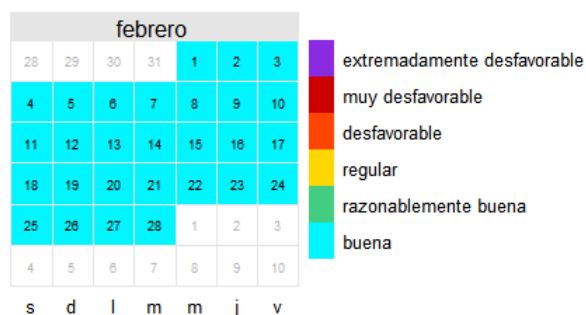 febrero
28 29 30 31 1 2 3
4 5 6 7 8 9 10
11 12 13 14 15 16 17
18 19 20 21 22 23 24
25 26 27 28 1 2 3
4 5 6 7 8 9 10
s d l m m j v
extremadamente desfavorable
muy desfavorable
desfavorable
regular
razonablemente buena
buena